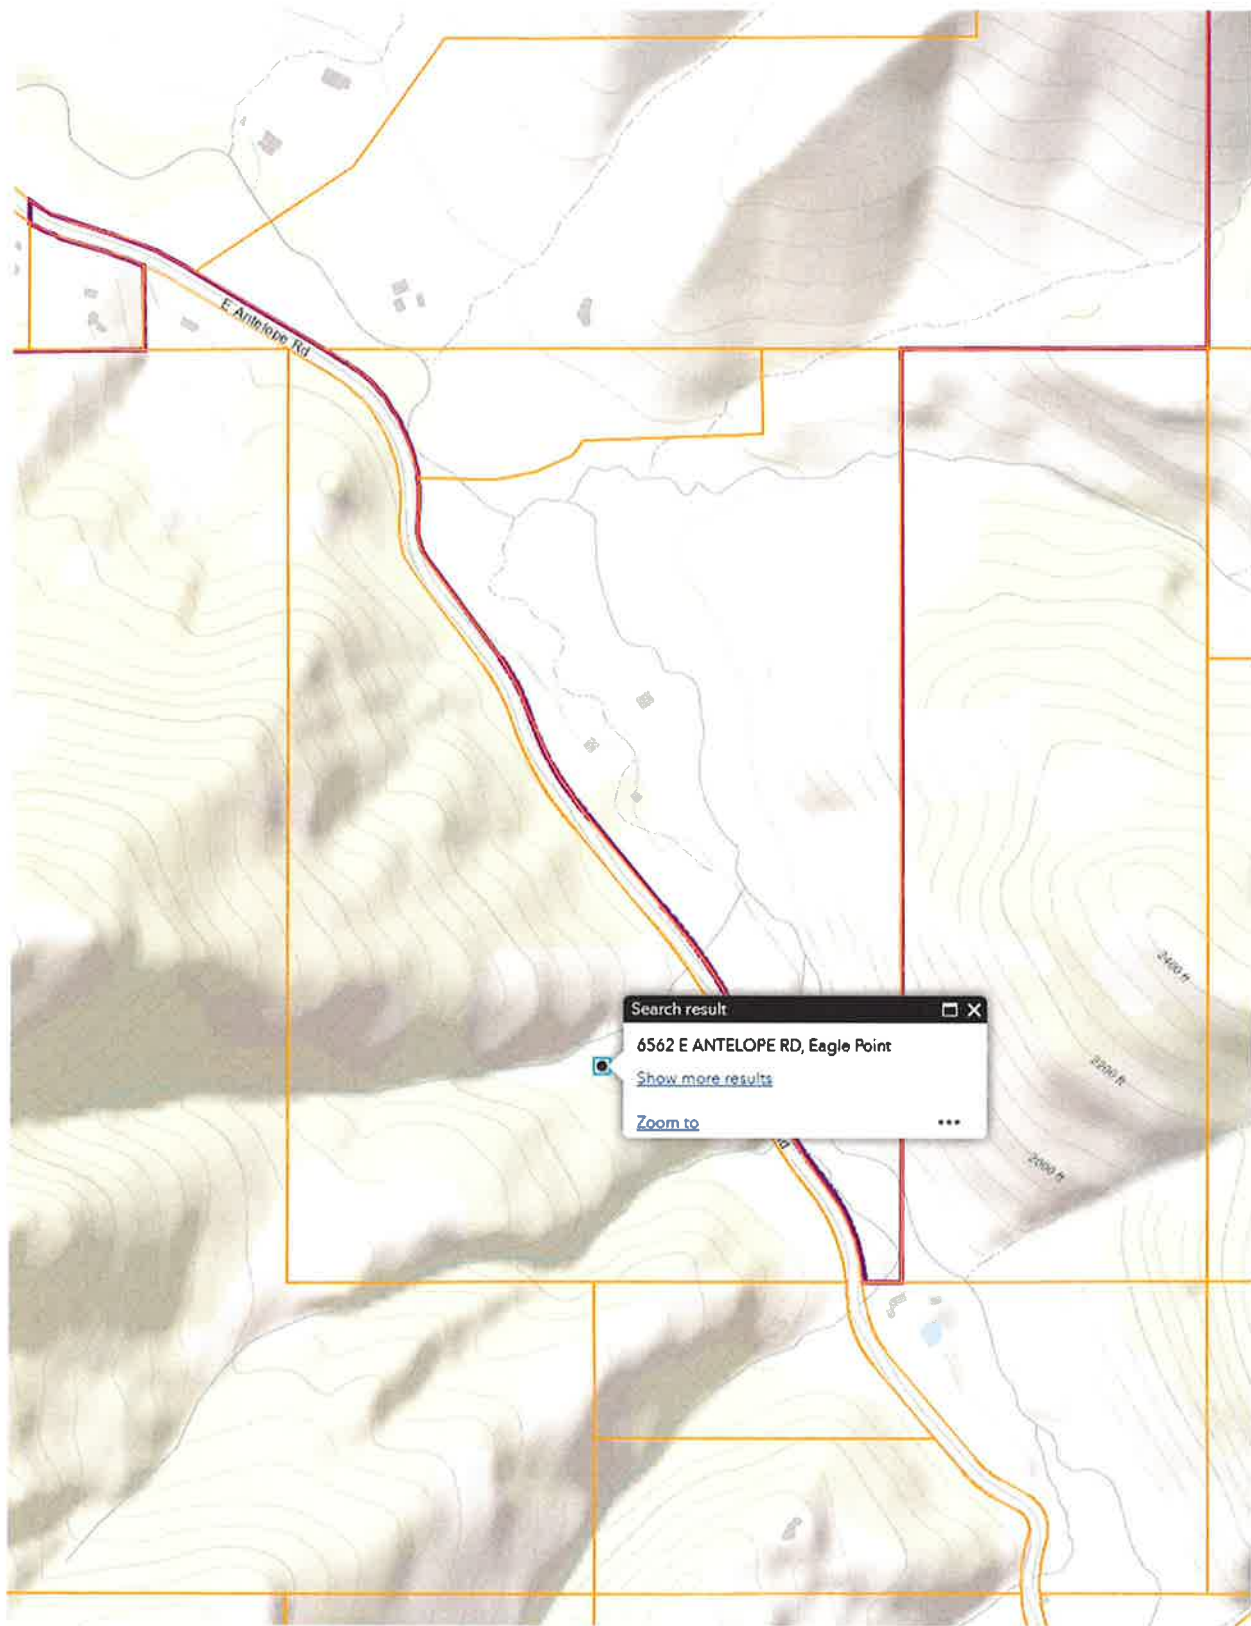 E Antelope Rd
Search result
6562 E ANTELOPE RD, Eagle Point
Show more results
Zoom to
•••
2400 ft
2200 ft
2000 ft